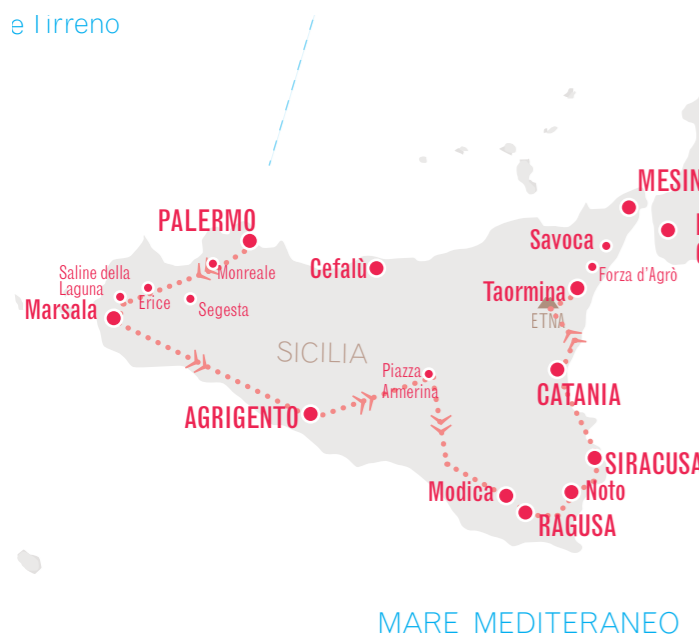 e Tirreno
MESIN
PALERMO
Savoca
Cefalù
Monreale
Forza d'Agrò
Saline della
Laguna
Erice
Taormina
Segesta
Marsala
ETNA
SICILIA
Piazza
Armerina
CATANIA
AGRIGENTO
SIRACUSA
Modica
Noto
RAGUSA
MARE MEDITERANEO